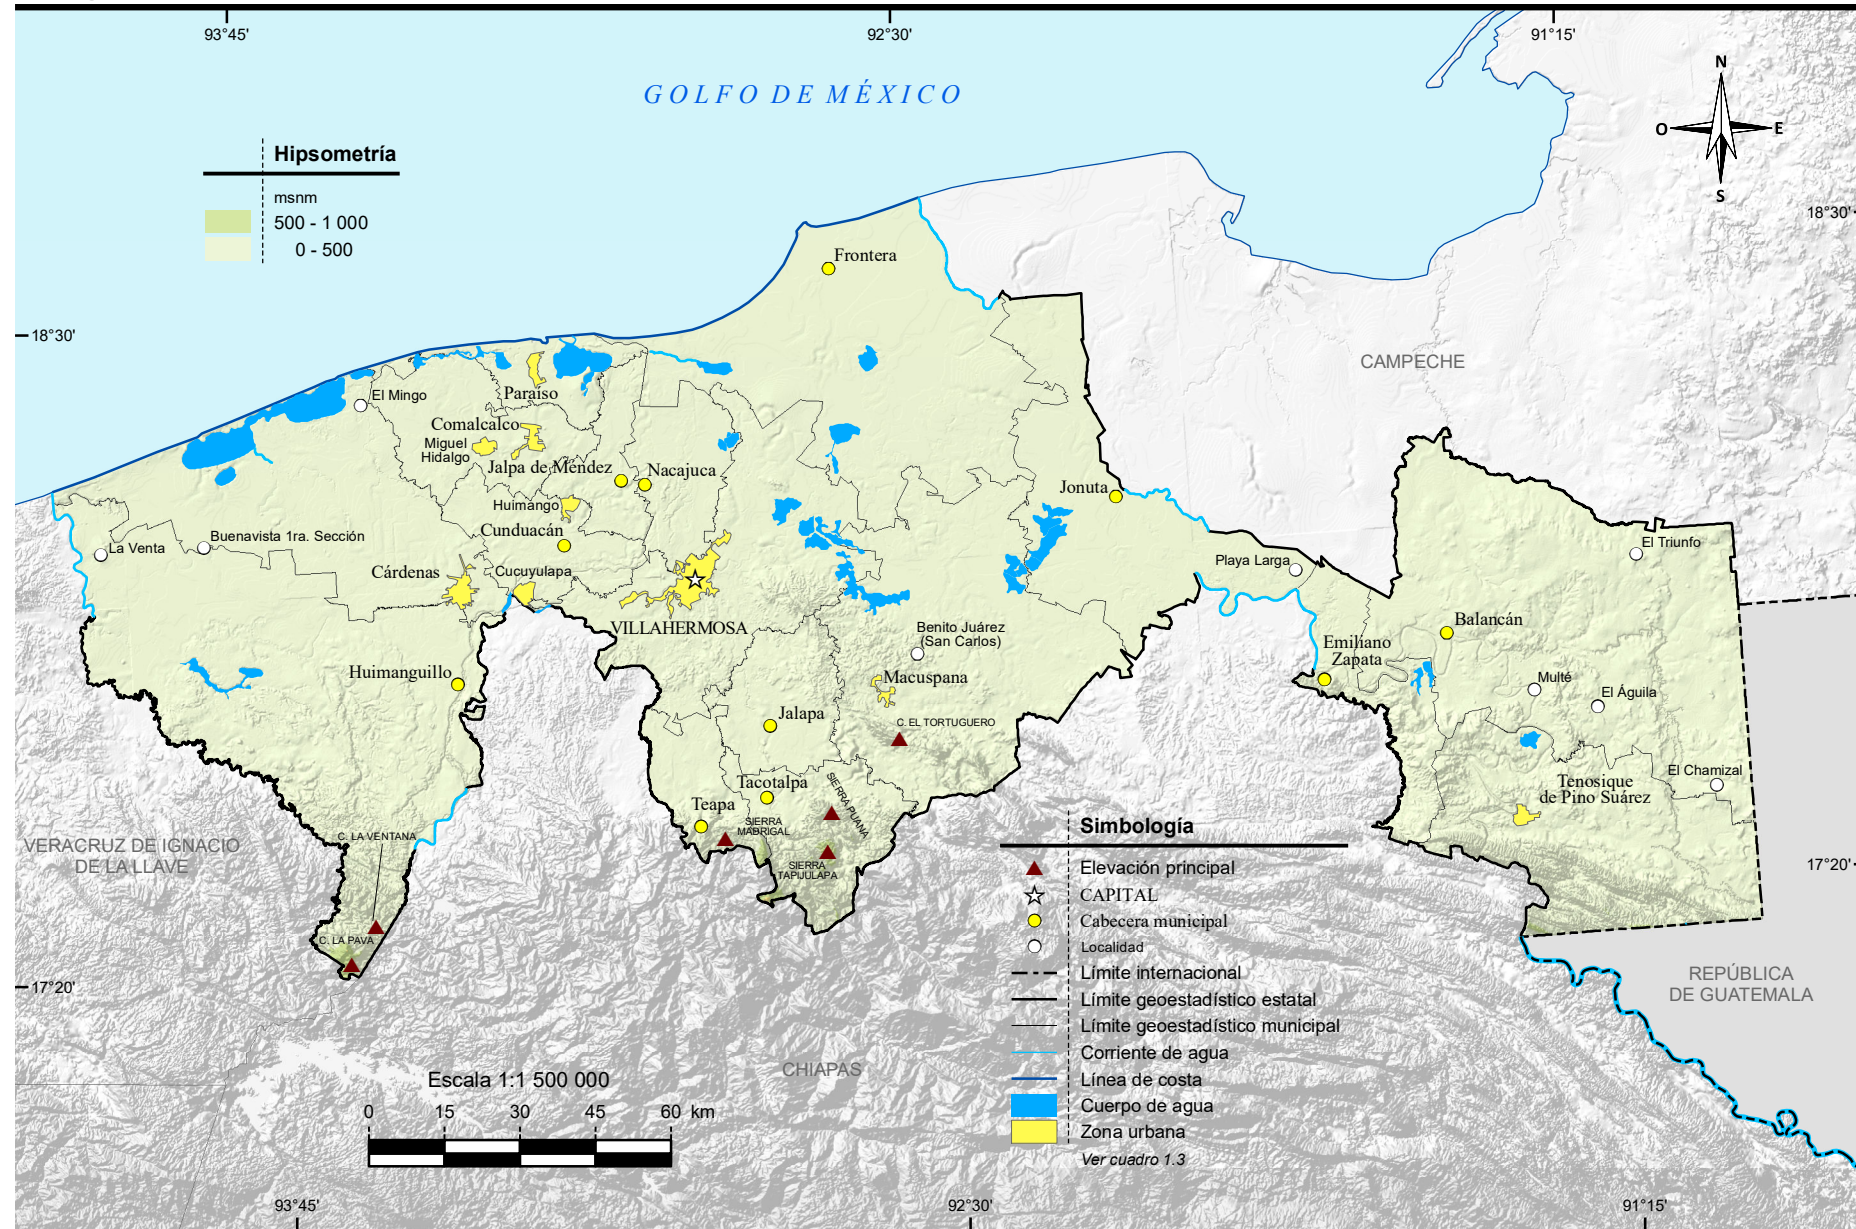 93°45'
92°30'
91°15'
GOLFO DE MÉXICO
N
O
E
S
Hipsometría
msnm
500 - 1 000
0 - 500
18°30'
18°30'
Frontera
CAMPECHE
El Mingo
Paraíso
Comalcalco
Miguel
Hidalgo
Jalpa de Méndez
Nacajuca
Jonuta
Huimango
Cunduacán
Buenavista 1ra. Sección
La Venta
El Triunfo
Playa Larga
Cárdenas
Cucuyulapa
VILLAHERMOSA
Benito Juárez
(San Carlos)
Balancán
Emiliano
Zapata
Huimanguillo
Macuspana
Multé
El Águila
Jalapa
C. EL TORTUGUERO
El Chamizal
Tenosique
de Pino Suárez
Tacotalpa
SIERRA PUANA
Teapa
SIERRA
MADRIGAL
SIERRA
TAPIJULAPA
C. LA VENTANA
VERACRUZ DE IGNACIO
DE LA LLAVE
C. LA PAVA
17°20'
17°20'
REPÚBLICA
DE GUATEMALA
CHIAPAS
Simbología
Elevación principal
CAPITAL
Cabecera municipal
Localidad
Límite internacional
Límite geoestadístico estatal
Límite geoestadístico municipal
Corriente de agua
Línea de costa
Cuerpo de agua
Zona urbana
Ver cuadro 1.3
Escala 1:1 500 000
0 15 30 45 60 km
93°45'
92°30'
91°15'